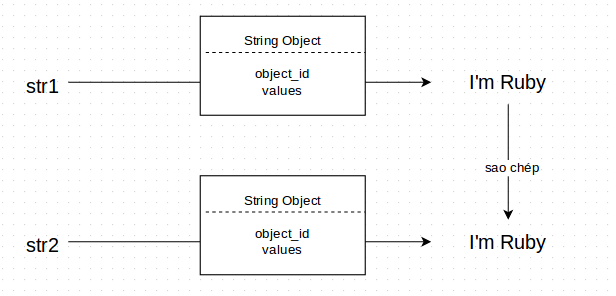 String Object
str1
object_id
values
I'm Ruby
sao chép
String Object
str2
object_id
values
I'm Ruby